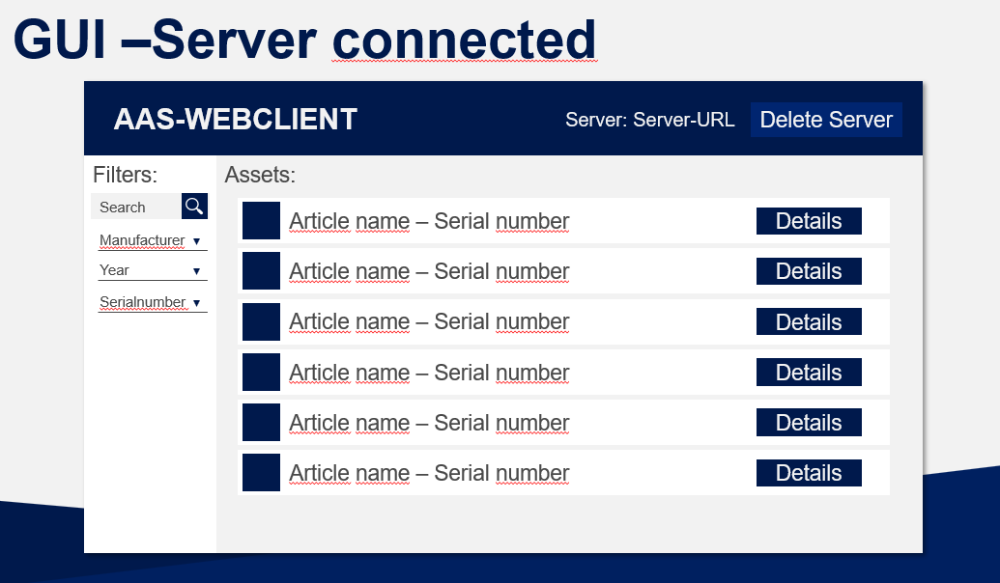 GUI –Server connected
AAS-WEBCLIENT
Server: Server-URL
Delete Server
Filters:
Search
Manufacturer
Year
Serialnumber
Assets:
Article name – Serial number
Details
Article name – Serial number
Details
Article name – Serial number
Details
Article name – Serial number
Details
Article name – Serial number
Details
Article name – Serial number
Details